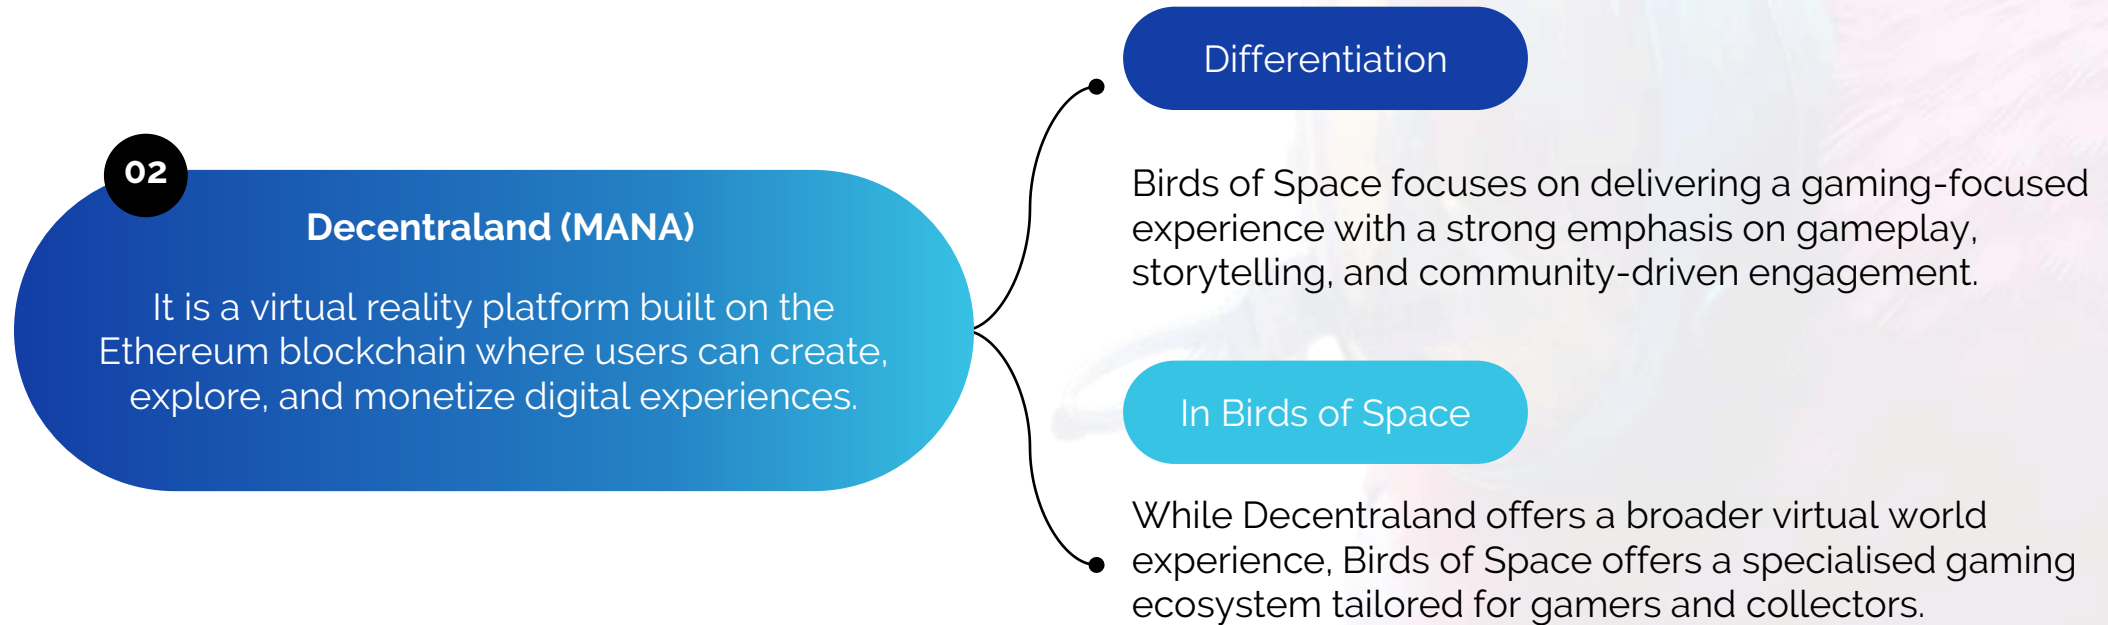 02
Decentraland (MANA)
It is a virtual reality platform built on the
Ethereum blockchain where users can create,
explore, and monetize digital experiences.
Differentiation
Birds of Space focuses on delivering a gaming-focused
experience with a strong emphasis on gameplay,
storytelling, and community-driven engagement.
In Birds of Space
While Decentraland offers a broader virtual world
experience, Birds of Space offers a specialised gaming
ecosystem tailored for gamers and collectors.